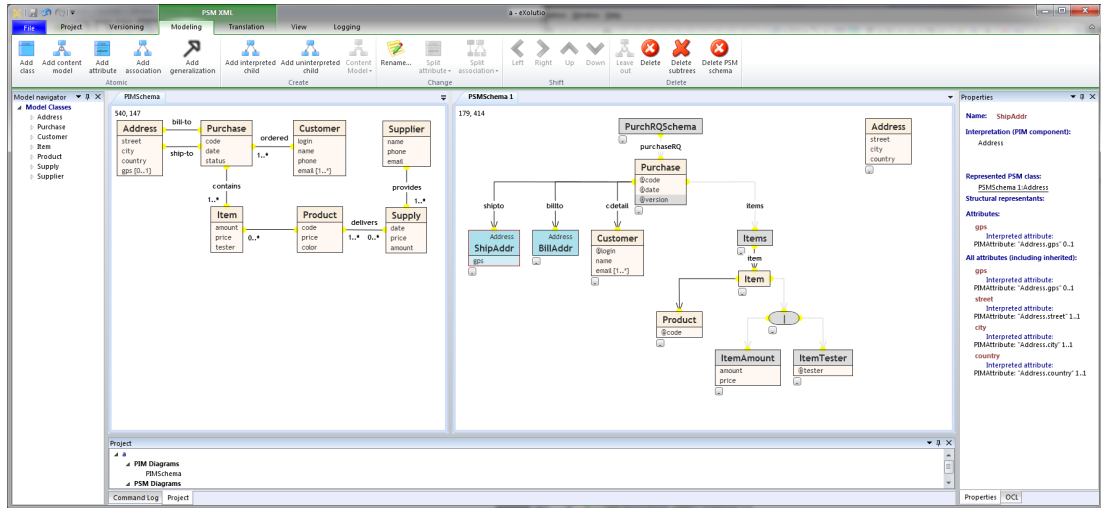 PSM XML
a - eXolutio
File Project Versioning Modeling Translation View Logging
Add class
Add content model
Add attribute
Add association
Add generalization
Add interpreted child
Add uninterpreted child
Content Model
Rename...
Split attribute
Split association
Left Right Up Down
Leave out
Delete
Delete subtrees
Delete PSM schema
Atomic Create Change Shift Delete
Model navigator
Model Classes
Address
Purchase
Customer
Item
Product
Supply
Supplier
PIMSchema
540, 147
Address
street
city
country
gps [0..1]
bill-to
ship-to
Purchase
code
date
status
ordered
1..*
Customer
login
name
phone
email [1..*]
Supplier
name
phone
email
contains
1..*
provides
1..*
Item
amount
price
tester
0..*
Product
code
price
color
delivers
1..* 0..*
Supply
date
price
amount
PSMSchema 1
179, 414
PurchRQSchema
purchaseRQ
Purchase
@code
@date
@version
Address
street
city
country
shipto
billto
cdetail
items
Address
ShipAddr
gps
Address
BillAddr
Customer
@login
name
email [1..*]
Items
item
Item
Product
@code
|
ItemAmount
amount
price
ItemTester
@tester
Project
a
PIM Diagrams
PIMSchema
PSM Diagrams
Command Log Project
Properties
Name: ShipAddr
Interpretation (PIM component):
Address
Represented PSM class:
PSMSchema 1:Address
Structural representants:
Attributes:
gps
Interpreted attribute:
PIMAttribute: "Address.gps" 0..1
All attributes (including inherited):
gps
Interpreted attribute:
PIMAttribute: "Address.gps" 0..1
street
Interpreted attribute:
PIMAttribute: "Address.street" 1..1
city
Interpreted attribute:
PIMAttribute: "Address.city" 1..1
country
Interpreted attribute:
PIMAttribute: "Address.country" 1..1
Properties OCL